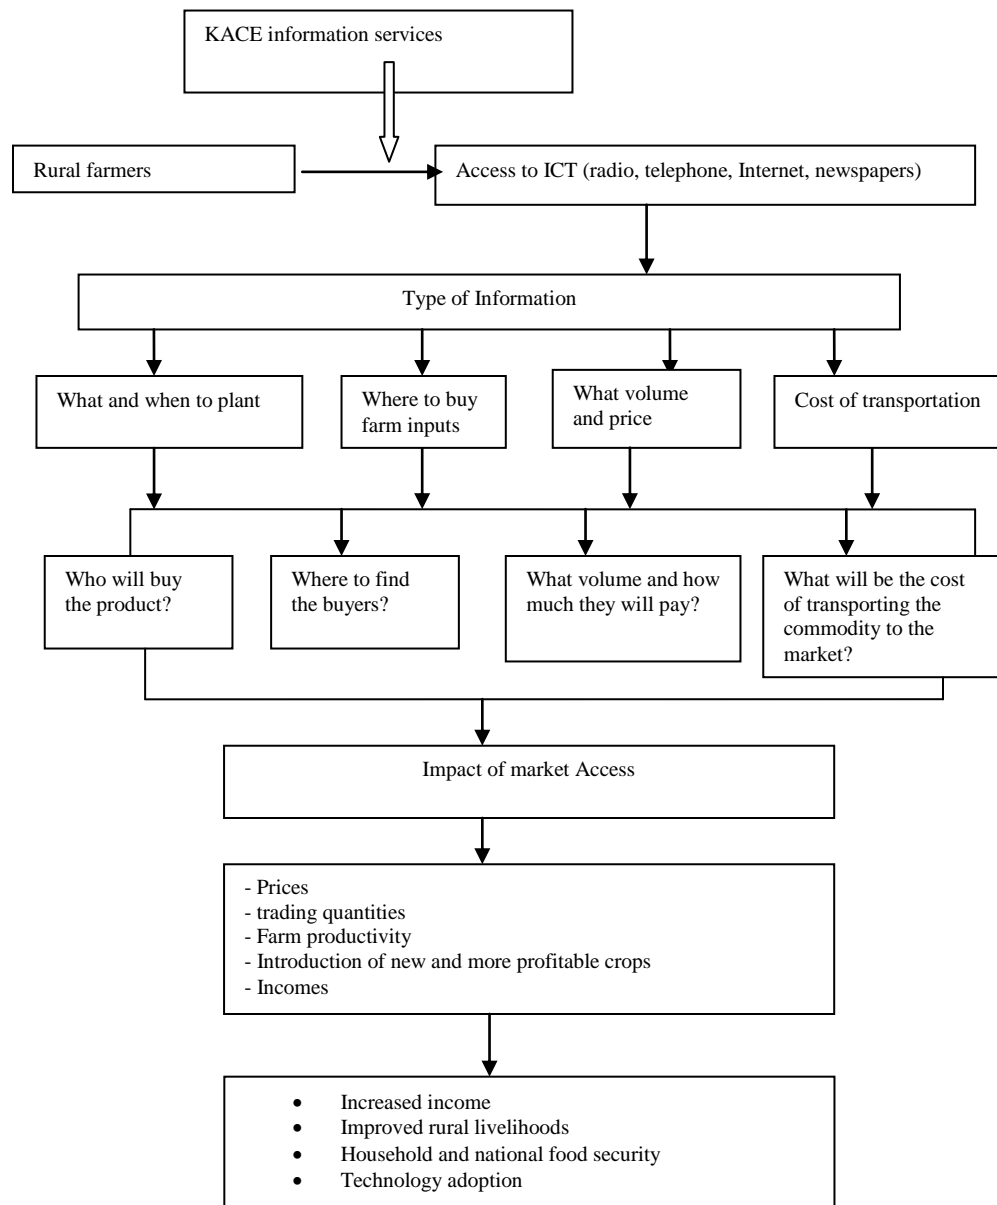 KACE information services
Rural farmers
Access to ICT (radio, telephone, Internet, newspapers)
Type of Information
What and when to plant
Where to buy
farm inputs
What volume
and price
Cost of transportation
Who will buy
the product?
Where to find
the buyers?
What volume and how
much they will pay?
What will be the cost
of transporting the
commodity to the
market?
Impact of market Access
- Prices
- trading quantities
- Farm productivity
- Introduction of new and more profitable crops
- Incomes
• Increased income
• Improved rural livelihoods
• Household and national food security
• Technology adoption